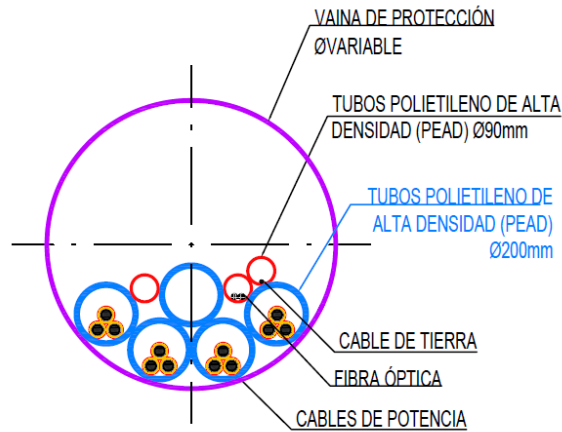 VAINA DE PROTECCIÓN
ØVARIABLE
TUBOS POLIETILENO DE ALTA
DENSIDAD (PEAD) Ø90mm
TUBOS POLIETILENO DE
ALTA DENSIDAD (PEAD)
Ø200mm
CABLE DE TIERRA
FIBRA ÓPTICA
CABLES DE POTENCIA